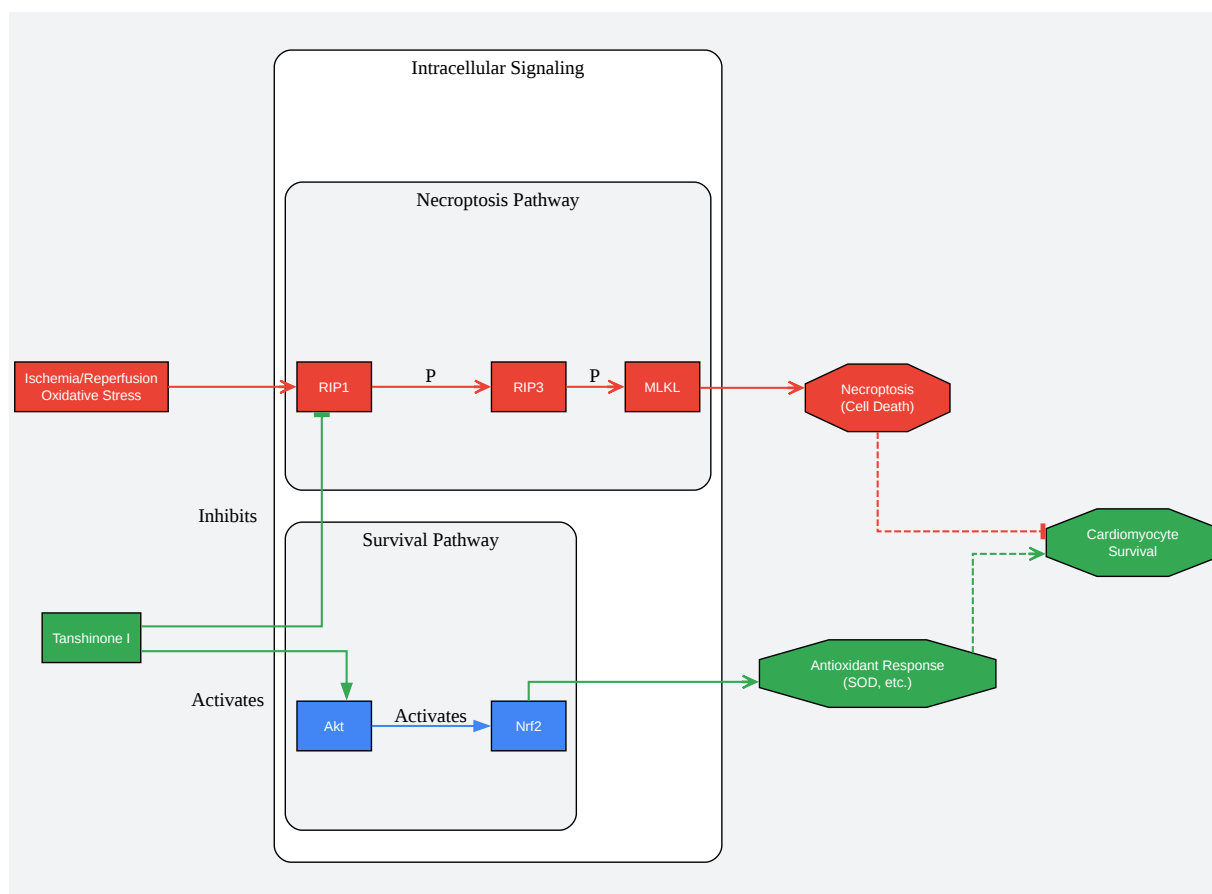 Intracellular Signaling
Necroptosis Pathway
Ischemia/Reperfusion
Oxidative Stress
RIP1
P
RIP3
P
MLKL
Necroptosis
(Cell Death)
Inhibits
Survival Pathway
Cardiomyocyte
Survival
Tanshinone I
Activates
Akt
Activates
Nrf2
Antioxidant Response
(SOD, etc.)